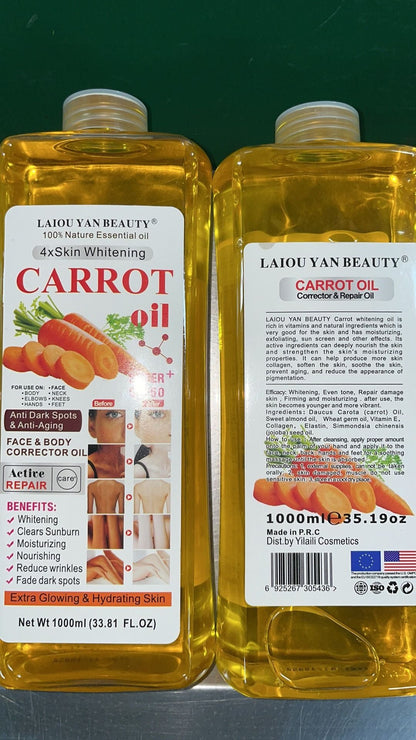 LAIOU YAN BEAUTY®
100% Nature Essential oil
4xSkin Whitening
CARROT
oil
FOR USE ON:
• BODY
• ELBOWS
• HANDS
• FACE
• NECK
• KNEES
• FEET
Anti Dark Spots
& Anti-Aging
Before
FACE & BODY
CORRECTOR OIL
Active
REPAIR
care
BENEFITS:
✓ Whitening
✓ Clears Sunburn
✓ Moisturizing
✓ Nourishing
✓ Reduce wrinkles
✓ Fade dark spots
Extra Glowing & Hydrating Skin
Net Wt 1000ml (33.81 FL.OZ)
LAIOU YAN BEAUTY®
CARROT OIL
Corrector & Repair Oil
LAIOU YAN BEAUTY Carrot whitening oil is
rich in vitamins and natural ingredients which is
very good for the skin and has moisturizing,
exfoliating, sun screen and other effects. Its
active ingredients can deeply nourish the skin
and strengthen the skin's moisturizing
properties. It can help produce more skin
collagen, soften the skin, soothe the skin,
prevent aging, and reduce the appearance of
pigmentation.
Efficacy: Whitening, Even tone, Repair damage
skin, Firming and moisturizing; after use, the
skin becomes younger and more vibrant.
Ingredients: Daucus Carota (carrot) Oil,
Sweet almond oil, Wheat germ oil, Vitamin E,
Collagen, Elastin, Simmondsia chinensis
(jojoba) seed oil.
After cleansing, apply proper amount
1000ml℮35.19oz
Made in P.R.C
Dist.by Yilaili Cosmetics
ISO
6 925267 305436 >